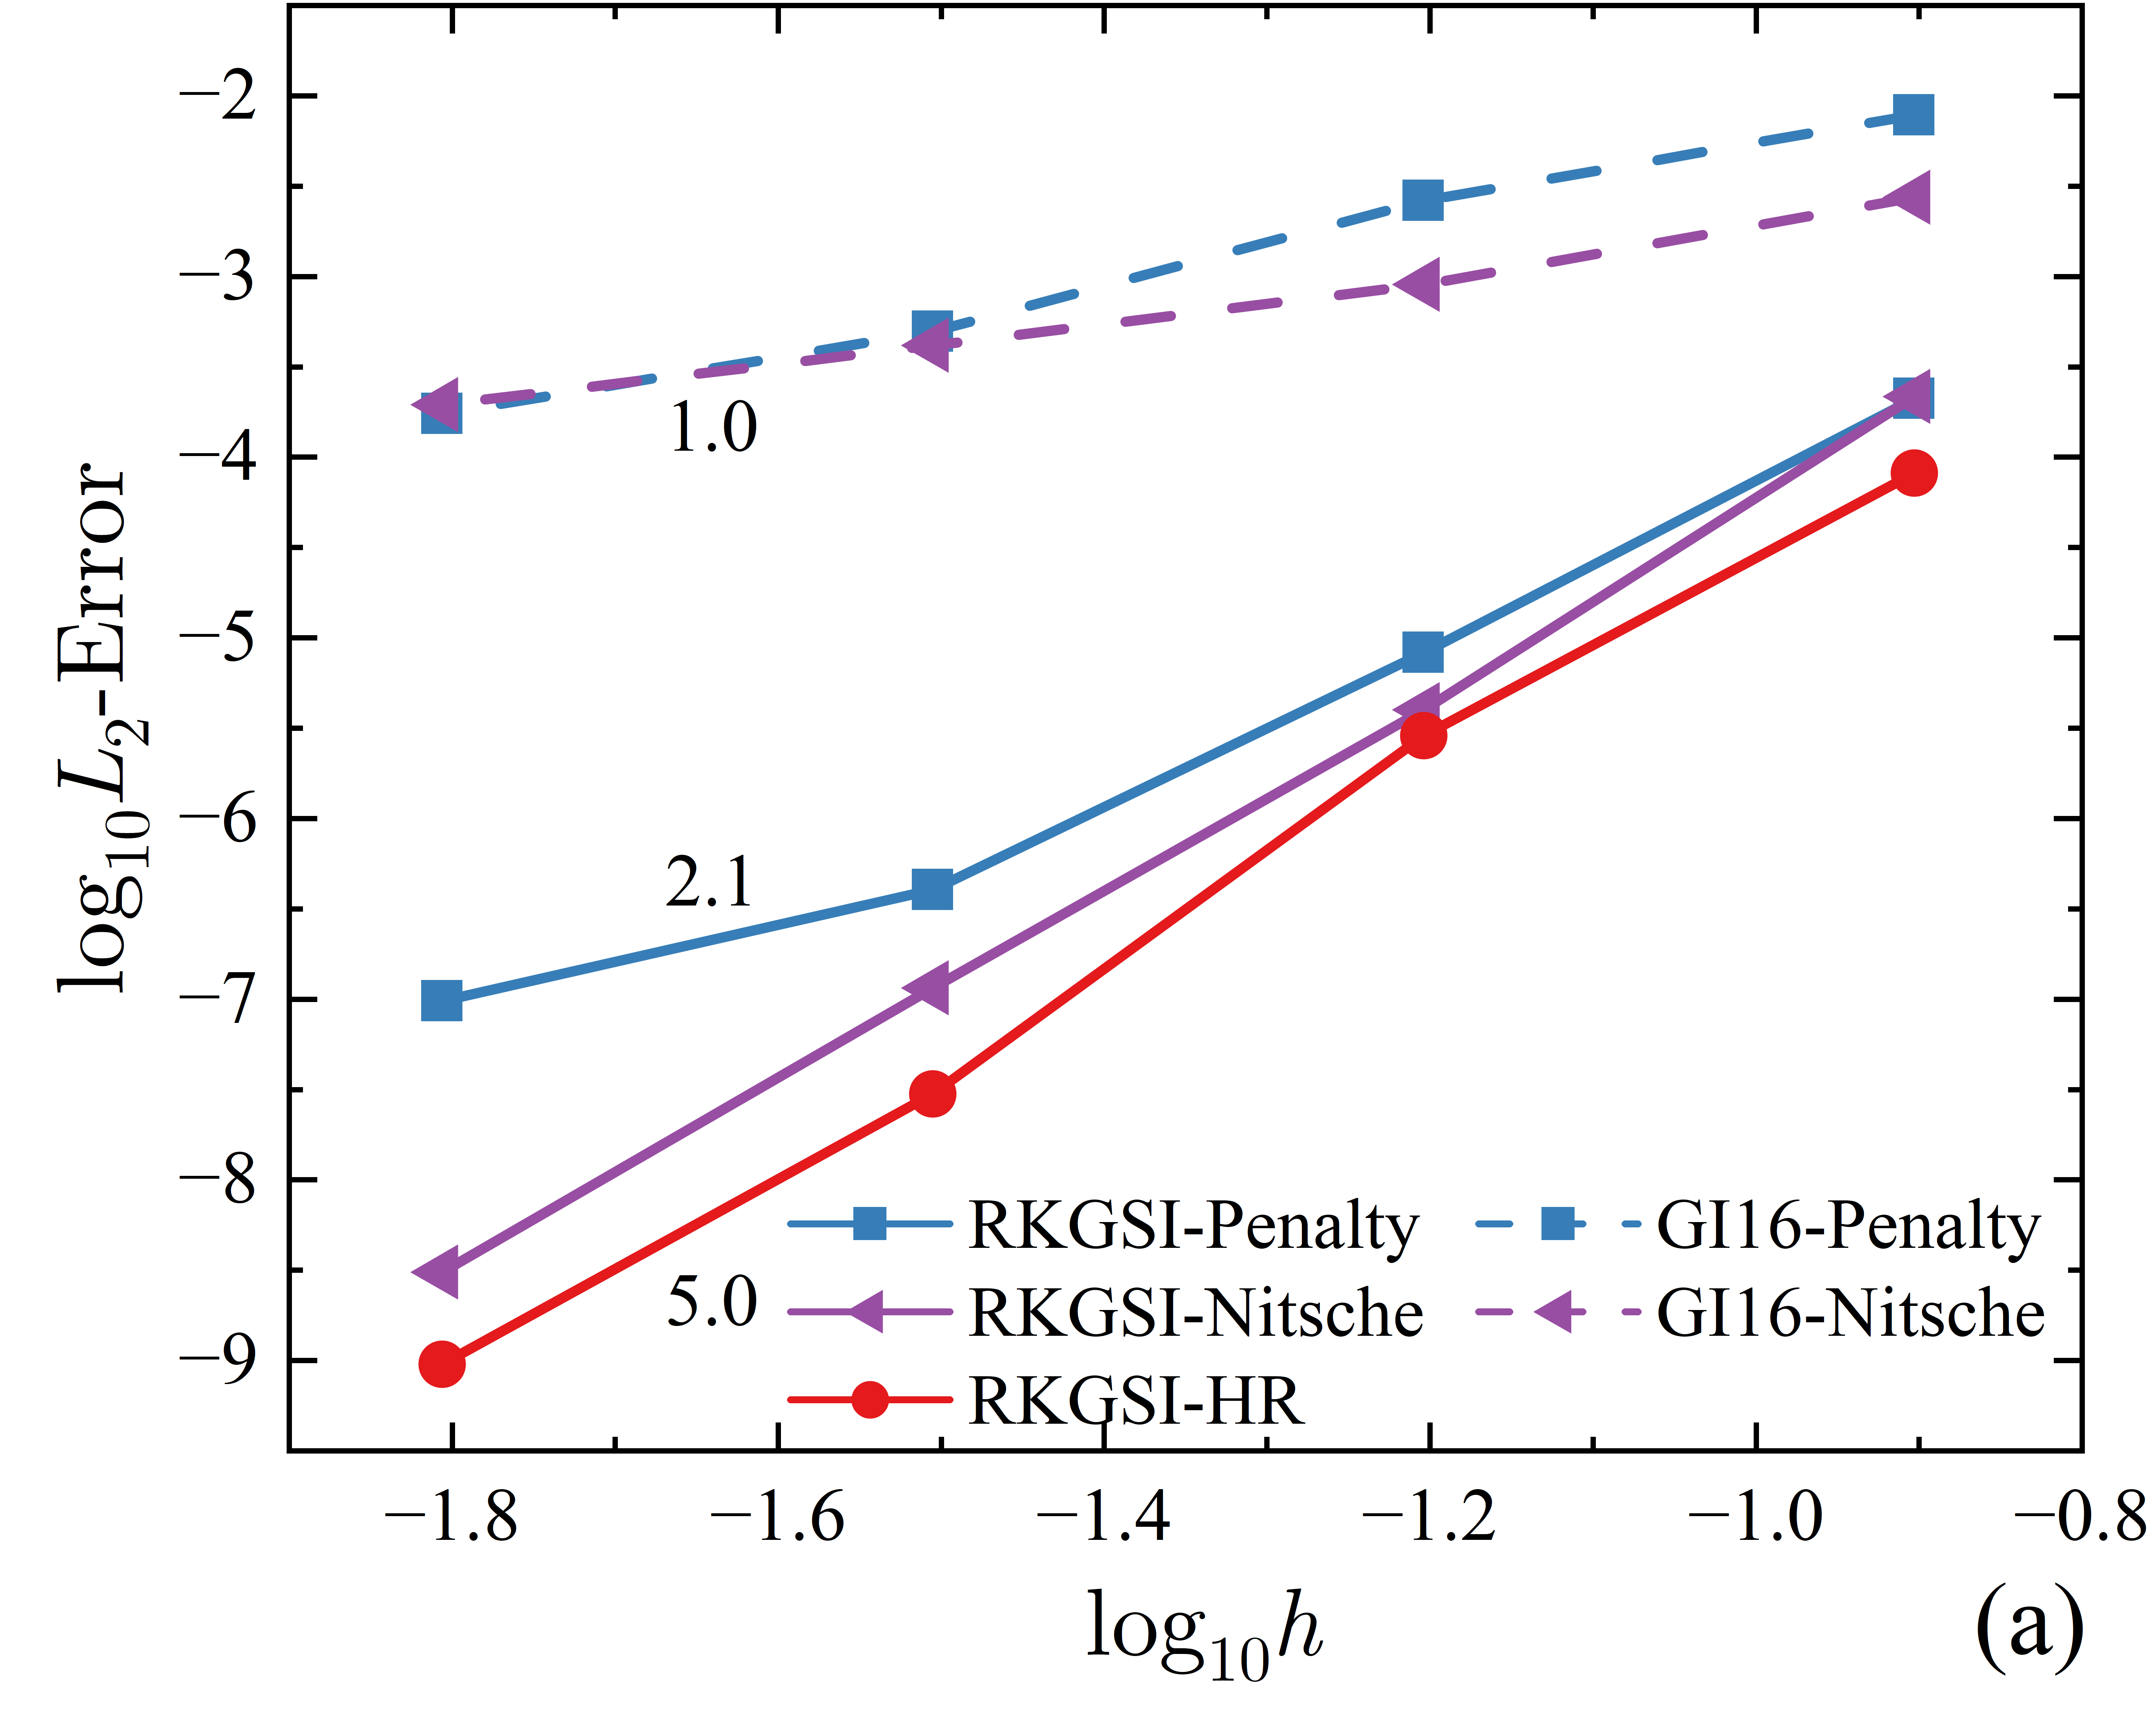 −2
−3
−4
−5
−6
−7
−8
−9
log₁₀L₂-Error
1.0
2.1
5.0
RKGSI-Penalty GI16-Penalty
RKGSI-Nitsche GI16-Nitsche
RKGSI-HR
−1.8 −1.6 −1.4 −1.2 −1.0 −0.8
log₁₀h
(a)